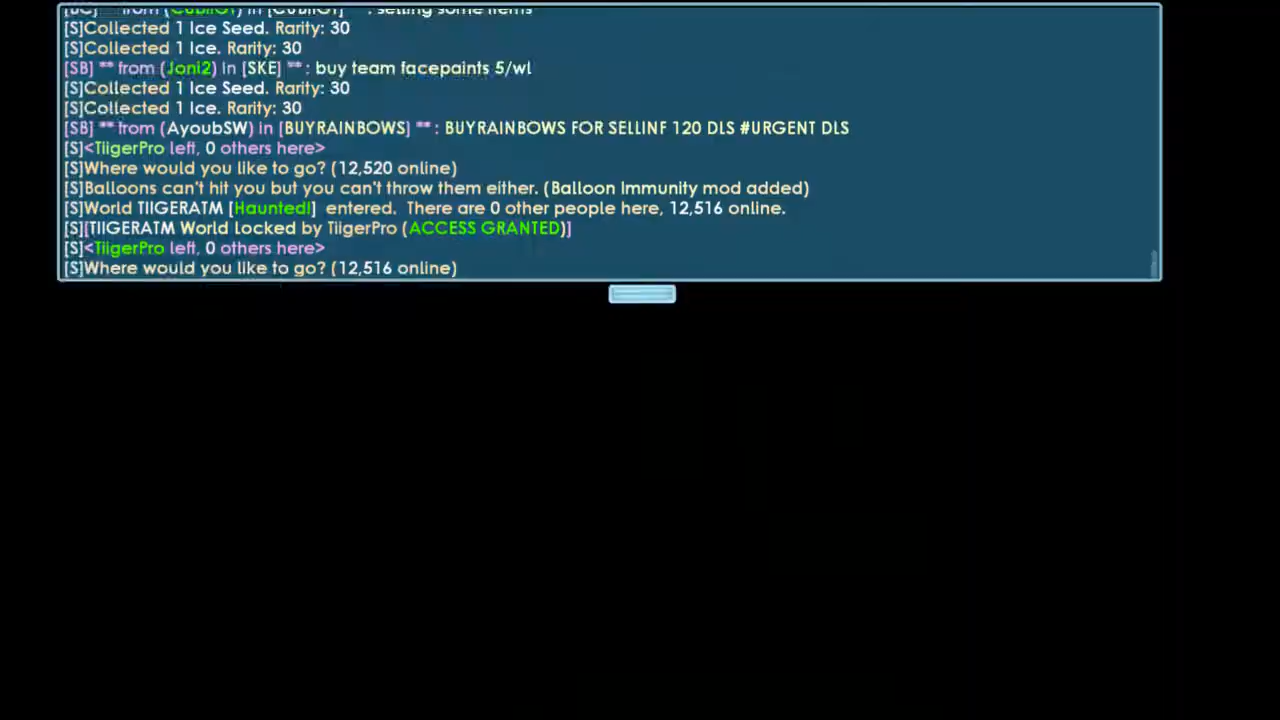 : selling some items
[S]Collected 1 Ice Seed. Rarity: 30
[S]Collected 1 Ice. Rarity: 30
[SB] ** from (Joni2) in [SKE] ** : buy team facepaints 5/wl
[S]Collected 1 Ice Seed. Rarity: 30
[S]Collected 1 Ice. Rarity: 30
[SB] ** from (AyoubSW) in [BUYRAINBOWS] ** : BUYRAINBOWS FOR SELLINF 120 DLS #URGENT DLS
[S]<TiigerPro left, 0 others here>
[S]Where would you like to go? (12,520 online)
[S]Balloons can't hit you but you can't throw them either. (Balloon Immunity mod added)
[S]World TIIGERATM [Haunted!] entered. There are 0 other people here, 12,516 online.
[S][TIIGERATM World Locked by TiigerPro (ACCESS GRANTED)]
[S]<TiigerPro left, 0 others here>
[S]Where would you like to go? (12,516 online)